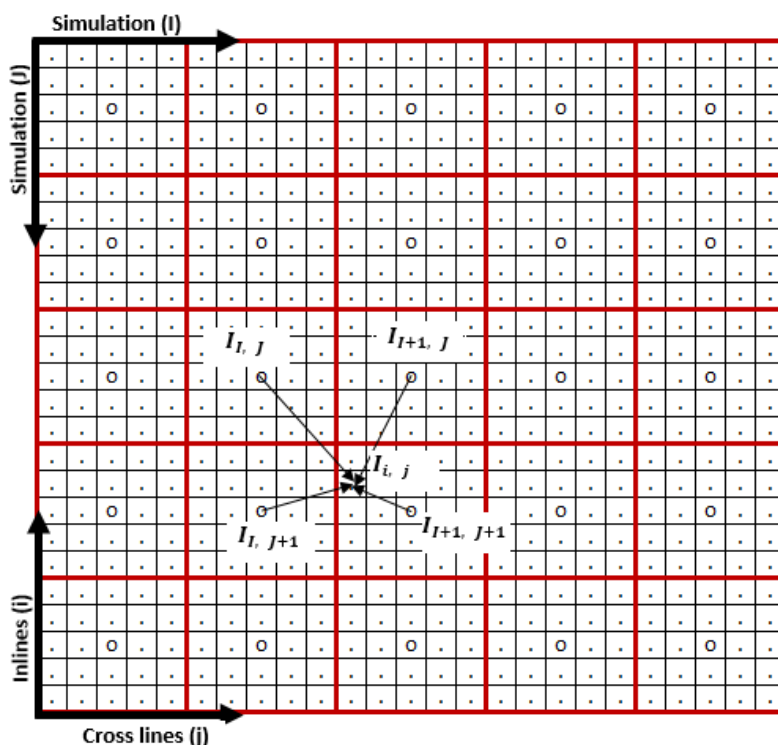 Simulation (I)
Simulation (J)
I_{I, J}
I_{I+1, J}
I_{i, j}
I_{I, J+1}
I_{I+1, J+1}
Inlines (i)
Cross lines (j)